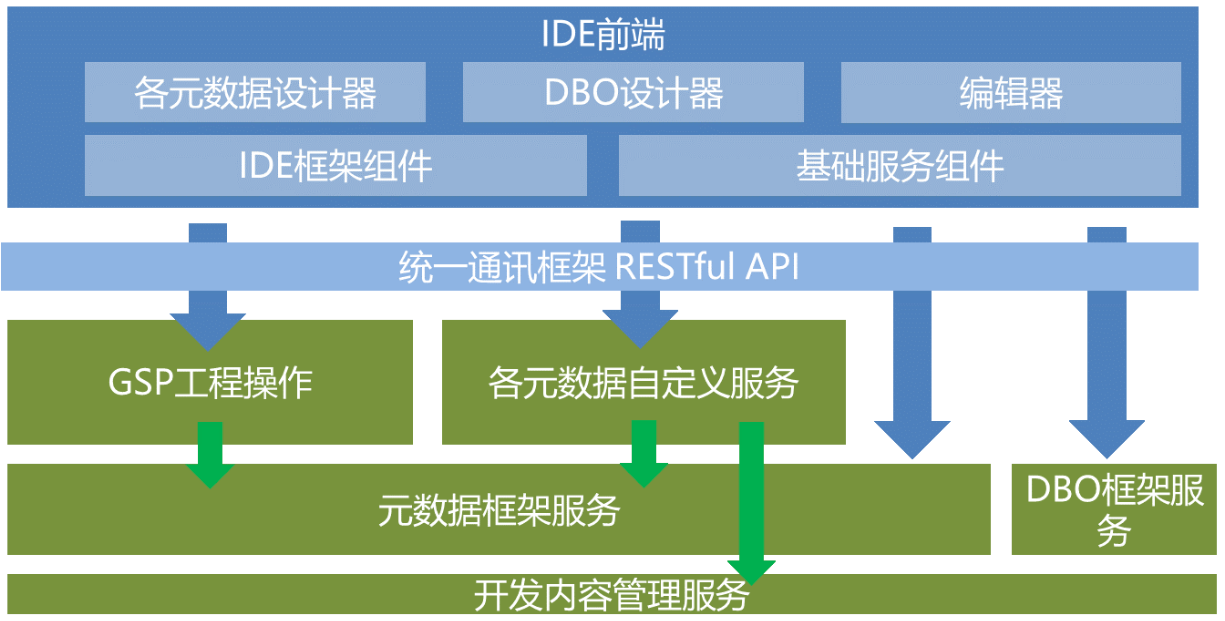 IDE前端
各元数据设计器
DBO设计器
编辑器
IDE框架组件
基础服务组件
统一通讯框架 RESTful API
GSP工程操作
各元数据自定义服务
元数据框架服务
DBO框架服
务
开发内容管理服务